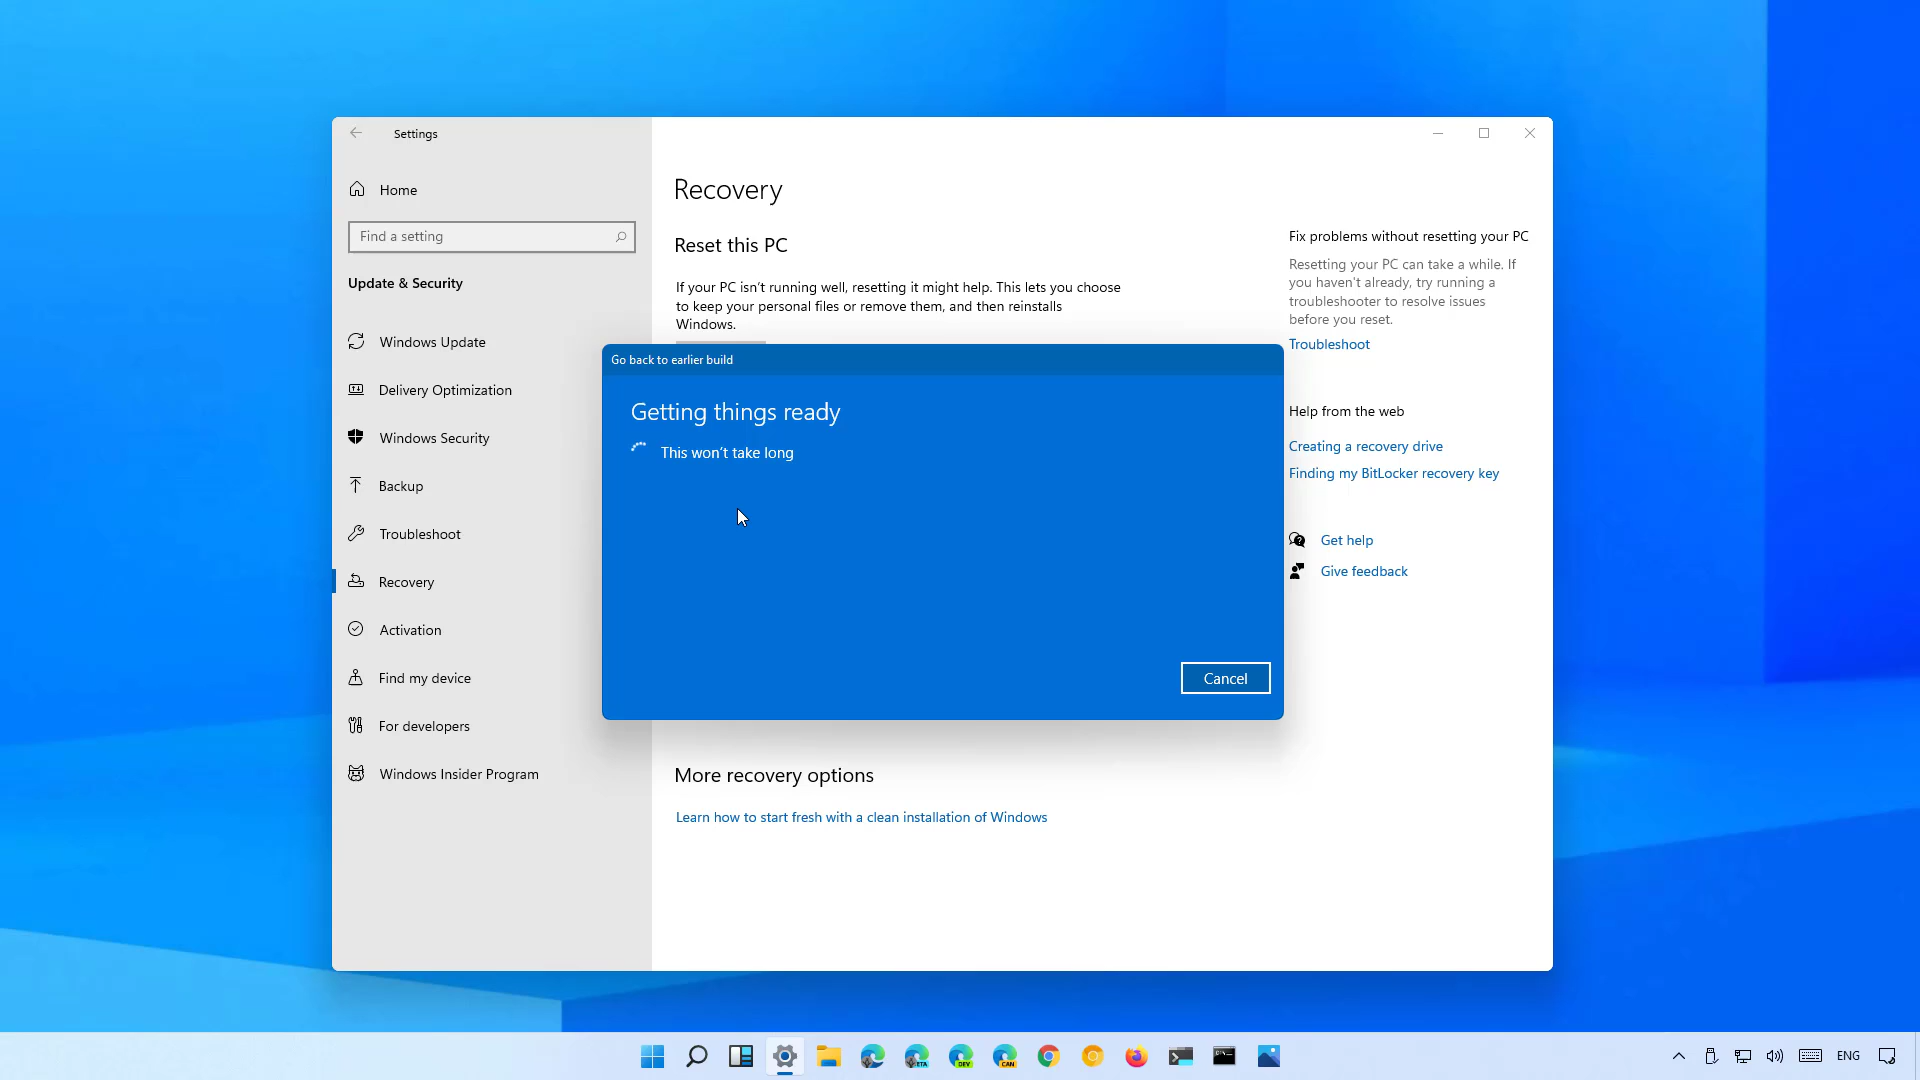 Settings
Home
Find a setting
Update & Security
Windows Update
Delivery Optimization
Windows Security
Backup
Troubleshoot
Recovery
Activation
Find my device
For developers
Windows Insider Program
Recovery
Reset this PC
If your PC isn't running well, resetting it might help. This lets you choose
to keep your personal files or remove them, and then reinstalls
Windows.
Go back to earlier build
Getting things ready
This won't take long
Cancel
More recovery options
Learn how to start fresh with a clean installation of Windows
Fix problems without resetting your PC
Resetting your PC can take a while. If
you haven't already, try running a
troubleshooter to resolve issues
before you reset.
Troubleshoot
Help from the web
Creating a recovery drive
Finding my BitLocker recovery key
Get help
Give feedback
BETA
DEV
CAN
ENG